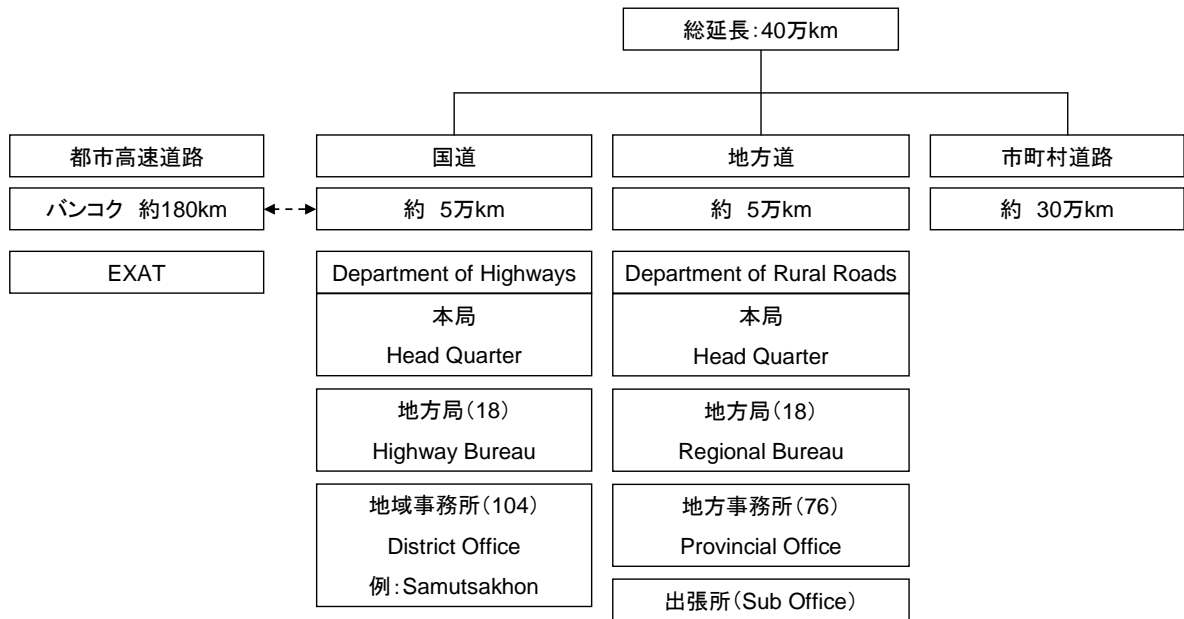 総延長：40万km
都市高速道路
国道
地方道
市町村道路
バンコク 約180km
約 5万km
約 5万km
約 30万km
EXAT
Department of Highways
本局
Head Quarter
地方局（18）
Highway Bureau
地域事務所（104）
District Office
例：Samutsakhon
Department of Rural Roads
本局
Head Quarter
地方局（18）
Regional Bureau
地方事務所（76）
Provincial Office
出張所（Sub Office）